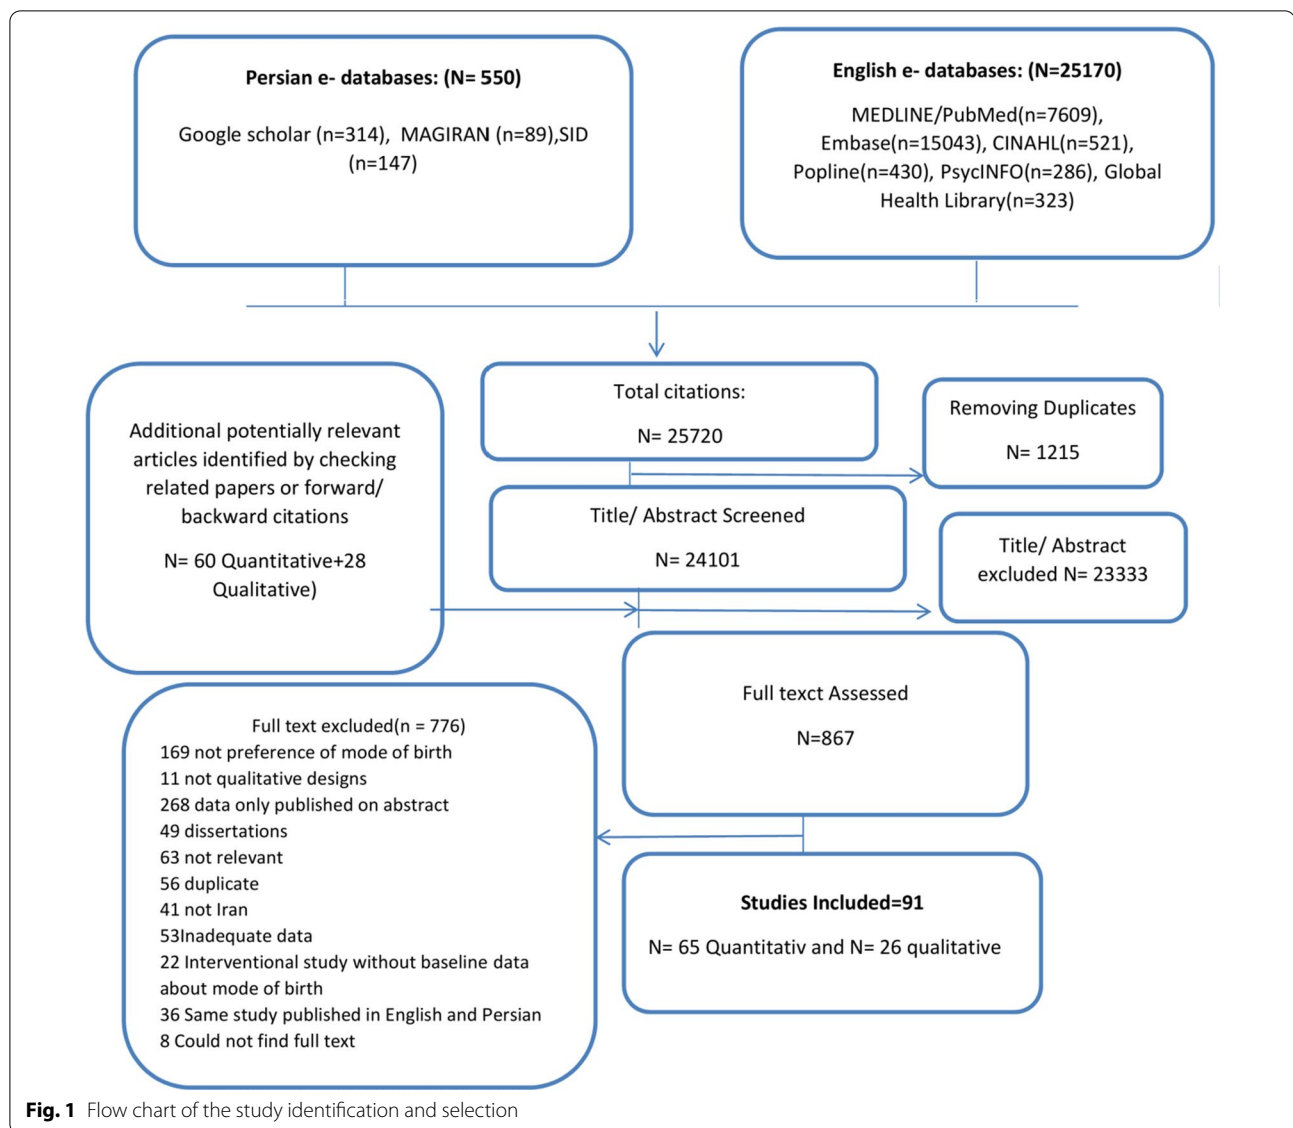 Persian e- databases: (N= 550)
Google scholar (n=314), MAGIRAN (n=89),SID
(n=147)
English e- databases: (N=25170)
MEDLINE/PubMed(n=7609),
Embase(n=15043), CINAHL(n=521),
Popline(n=430), PsycINFO(n=286), Global
Health Library(n=323)
Total citations:
N= 25720
Removing Duplicates
N= 1215
Additional potentially relevant
articles identified by checking
related papers or forward/
backward citations
N= 60 Quantitative+28
Qualitative)
Title/ Abstract Screened
N= 24101
Title/ Abstract
excluded N= 23333
Full texct Assessed
N=867
Full text excluded(n = 776)
169 not preference of mode of birth
11 not qualitative designs
268 data only published on abstract
49 dissertations
63 not relevant
56 duplicate
41 not Iran
53Inadequate data
22 Interventional study without baseline data
about mode of birth
36 Same study published in English and Persian
8 Could not find full text
Studies Included=91
N= 65 Quantitativ and N= 26 qualitative
Fig. 1 Flow chart of the study identification and selection